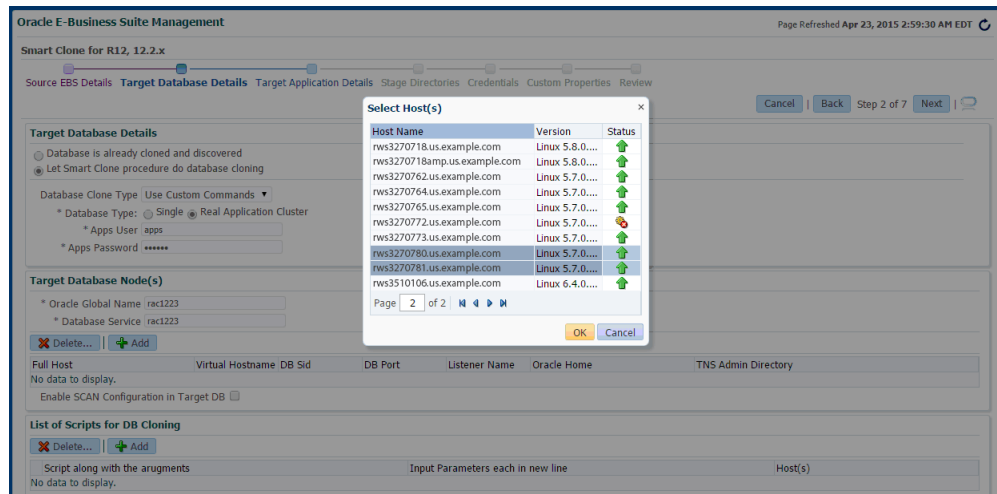 Oracle E-Business Suite Management
Page Refreshed Apr 23, 2015 2:59:30 AM EDT
Smart Clone for R12, 12.2.x
Source EBS Details Target Database Details Target Application Details Stage Directories Credentials Custom Properties Review
Cancel | Back Step 2 of 7 Next |
Target Database Details
Database is already cloned and discovered
Let Smart Clone procedure do database cloning
Database Clone Type Use Custom Commands
* Database Type: Single Real Application Cluster
* Apps User apps
* Apps Password ••••••
Select Host(s) ×
Host Name Version Status
rws3270718.us.example.com Linux 5.8.0....
rws3270718amp.us.example.com Linux 5.8.0....
rws3270762.us.example.com Linux 5.7.0....
rws3270764.us.example.com Linux 5.7.0....
rws3270765.us.example.com Linux 5.7.0....
rws3270772.us.example.com Linux 5.7.0....
rws3270773.us.example.com Linux 5.7.0....
rws3270780.us.example.com Linux 5.7.0....
rws3270781.us.example.com Linux 5.7.0....
rws3510106.us.example.com Linux 6.4.0....
Page 2 of 2
OK Cancel
Target Database Node(s)
* Oracle Global Name rac1223
* Database Service rac1223
Delete... | Add
Full Host Virtual Hostname DB Sid DB Port Listener Name Oracle Home TNS Admin Directory
No data to display.
Enable SCAN Configuration in Target DB
List of Scripts for DB Cloning
Delete... | Add
Script along with the arugments Input Parameters each in new line Host(s)
No data to display.